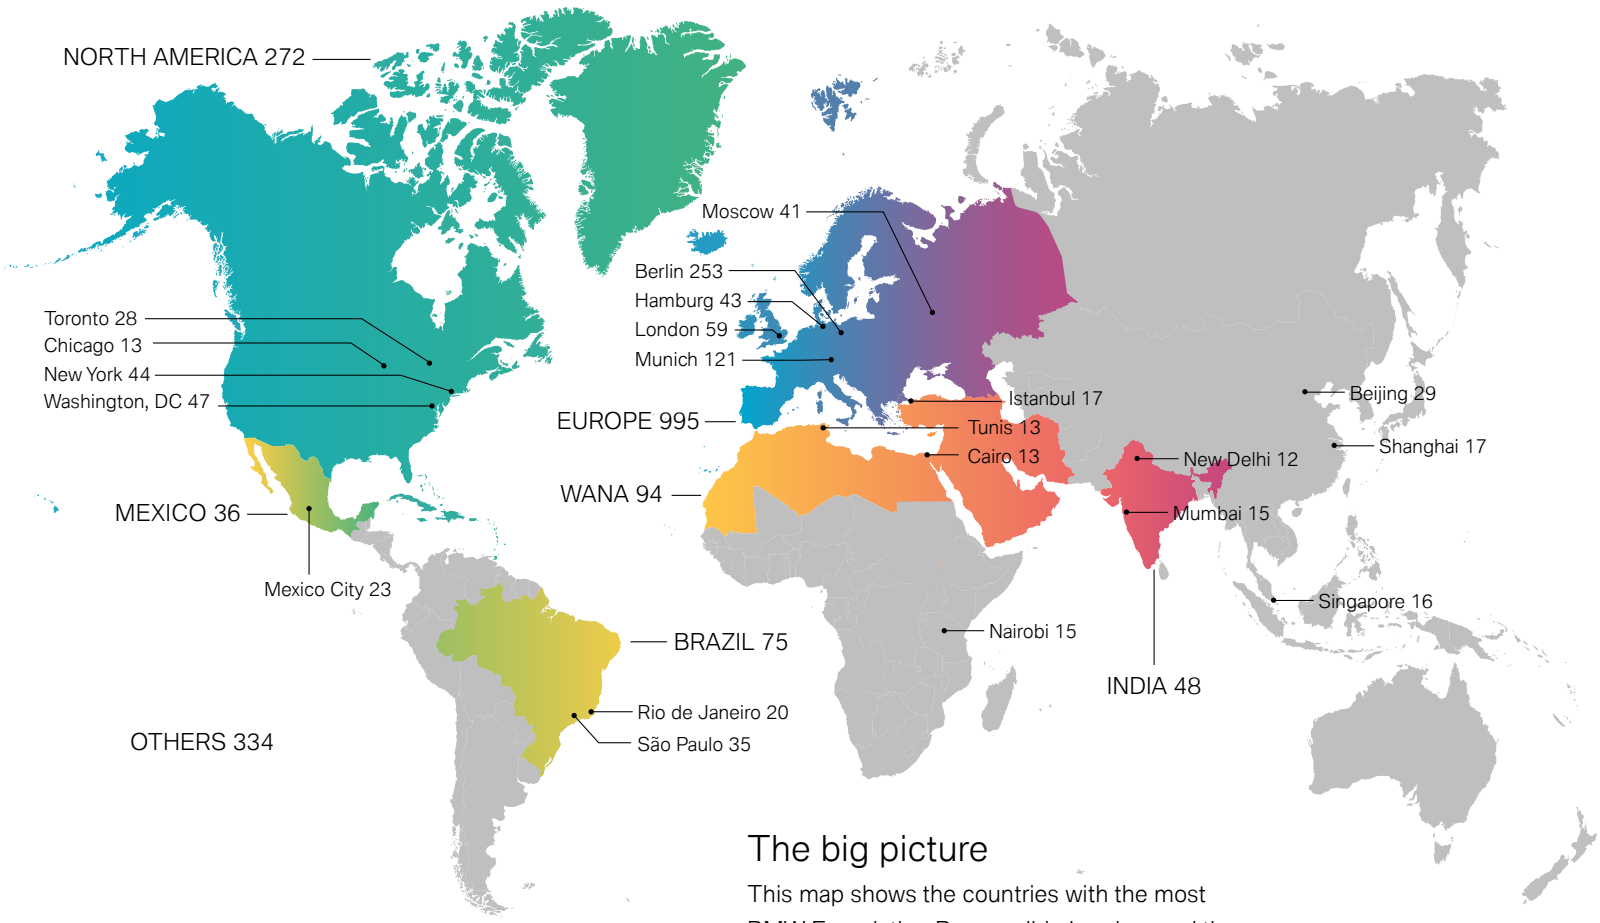 NORTH AMERICA 272
Moscow 41
Berlin 253
Hamburg 43
London 59
Munich 121
Toronto 28
Chicago 13
New York 44
Washington, DC 47
EUROPE 995
Istanbul 17
Tunis 13
Cairo 13
Beijing 29
Shanghai 17
New Delhi 12
Mumbai 15
WANA 94
MEXICO 36
Mexico City 23
Singapore 16
Nairobi 15
BRAZIL 75
INDIA 48
Rio de Janeiro 20
São Paulo 35
OTHERS 334
The big picture
This map shows the countries with the most